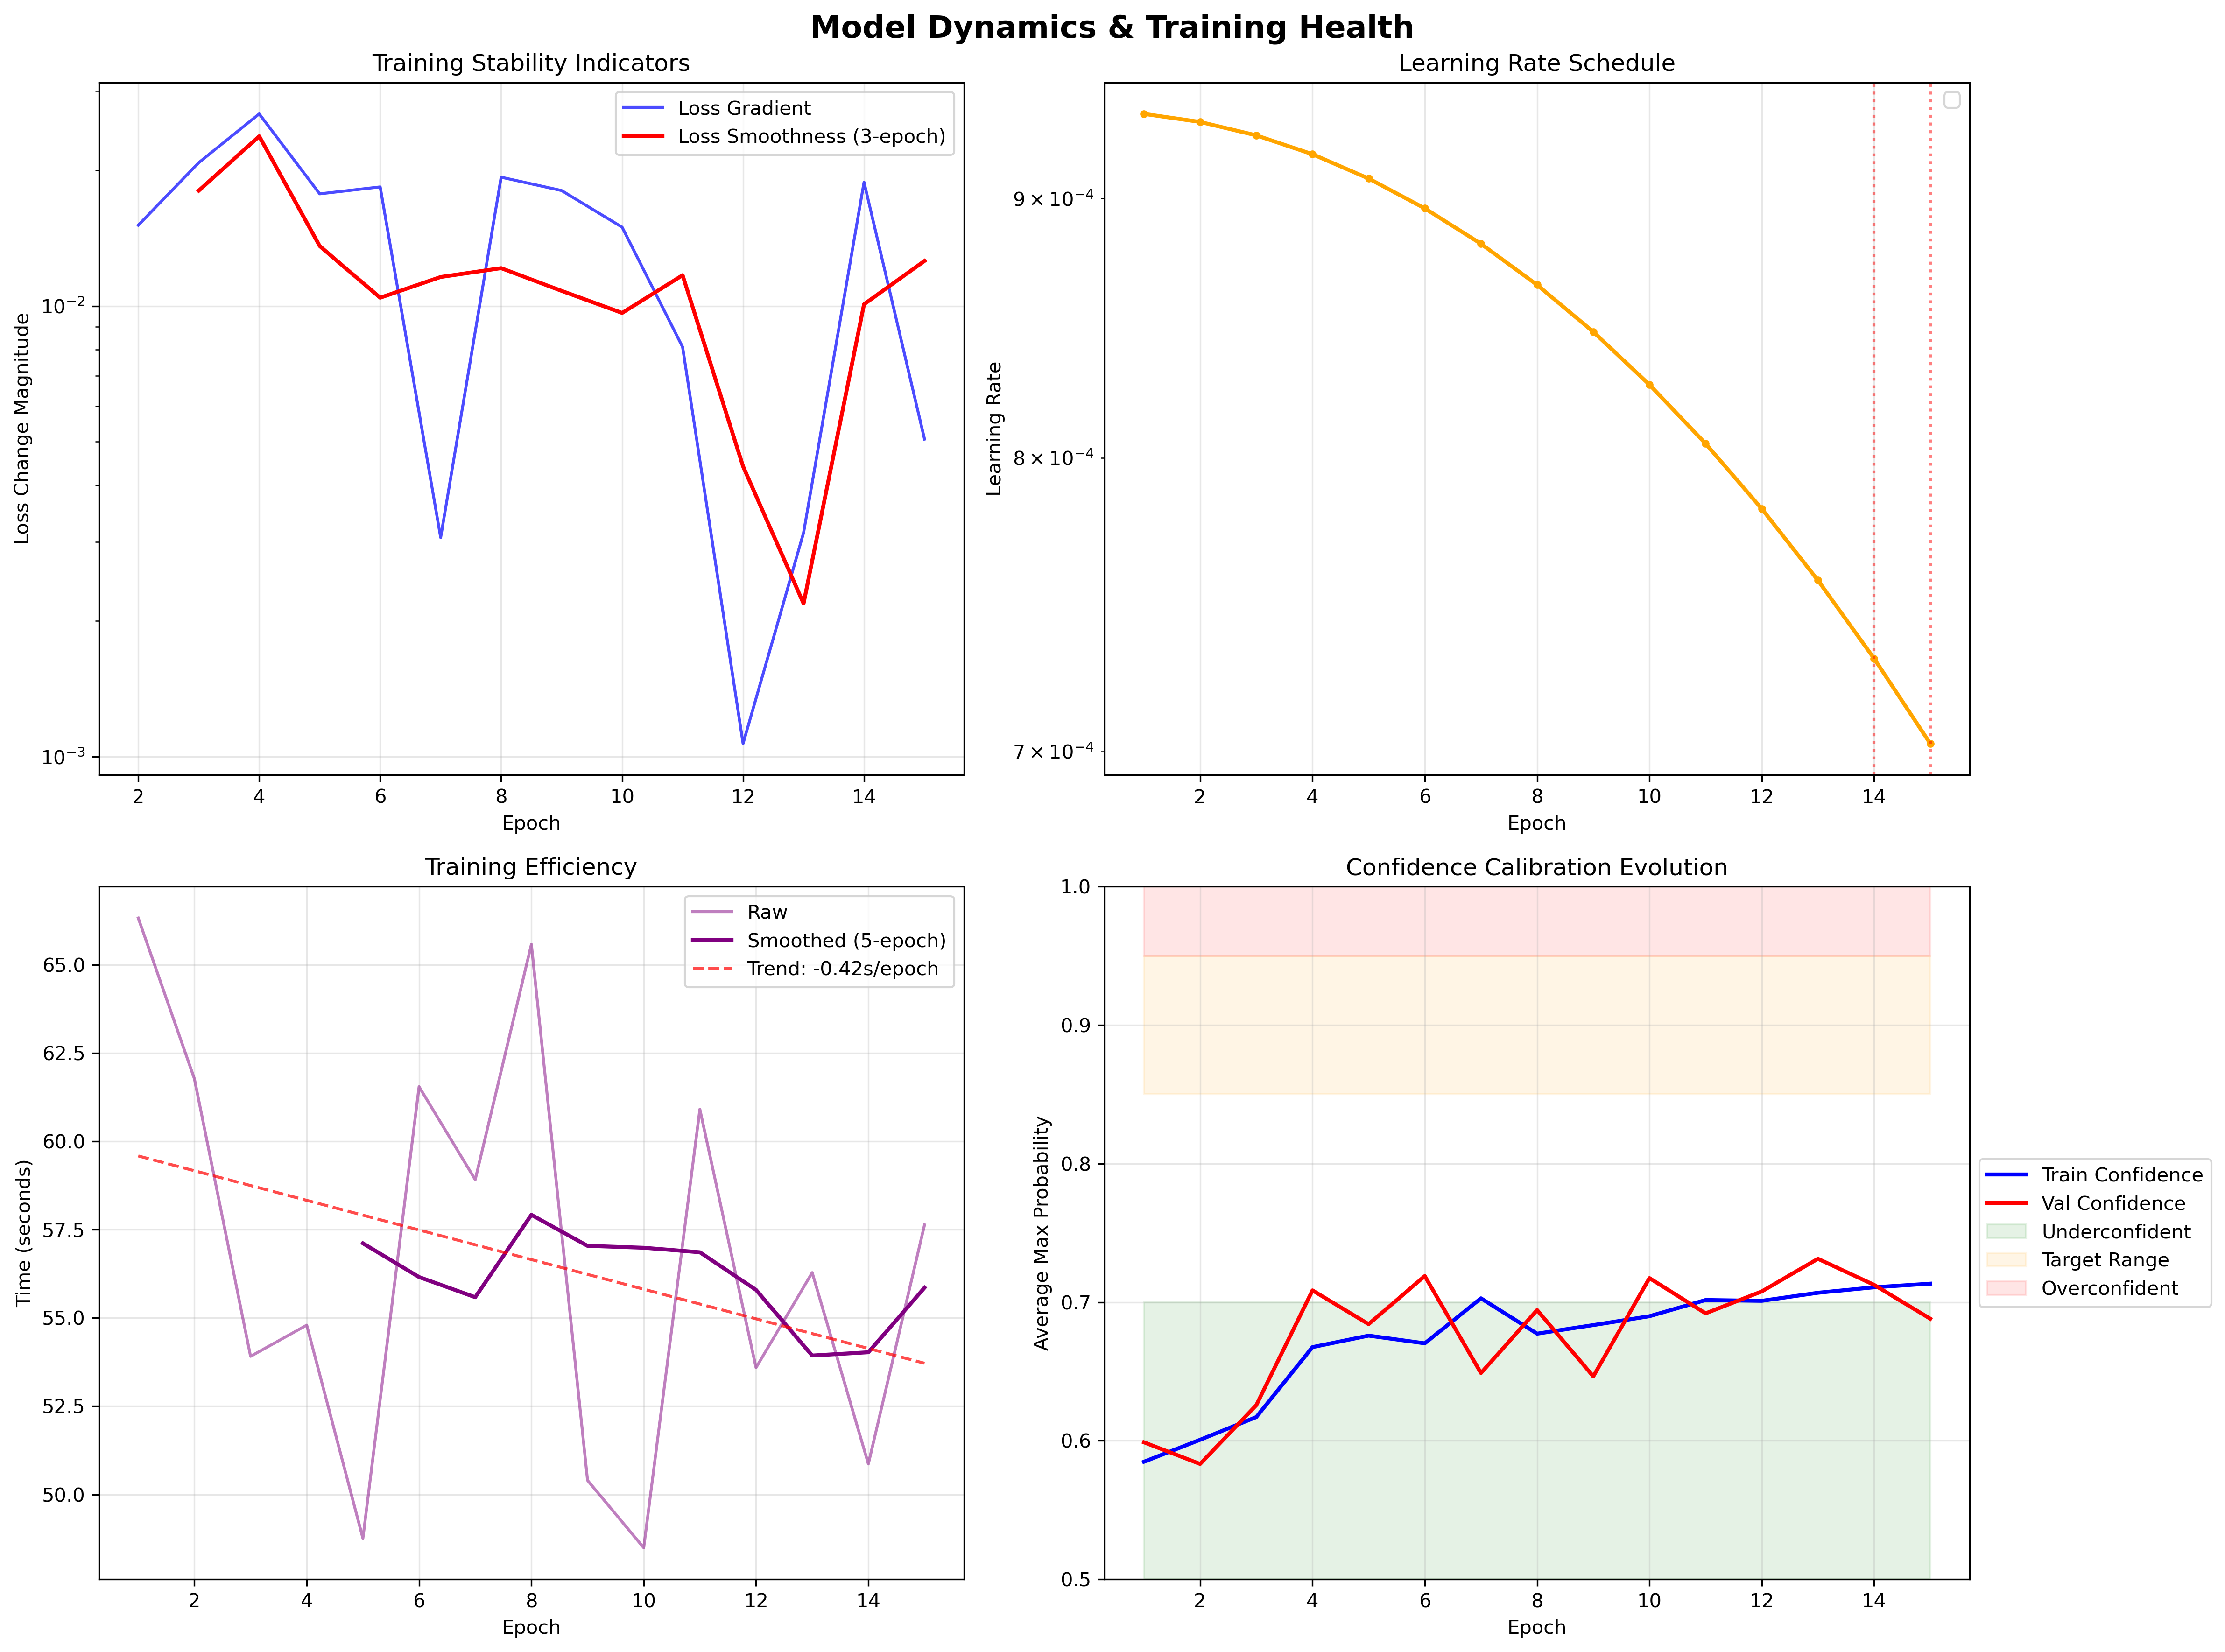 Model Dynamics & Training Health
Training Stability Indicators
Loss Gradient
Loss Smoothness (3-epoch)
Loss Change Magnitude
10⁻²
10⁻³
2 4 6 8 10 12 14
Epoch
Learning Rate Schedule
Learning Rate
9 × 10⁻⁴
8 × 10⁻⁴
7 × 10⁻⁴
2 4 6 8 10 12 14
Epoch
Training Efficiency
Raw
Smoothed (5-epoch)
Trend: -0.42s/epoch
Time (seconds)
65.0
62.5
60.0
57.5
55.0
52.5
50.0
2 4 6 8 10 12 14
Epoch
Confidence Calibration Evolution
Average Max Probability
1.0
0.9
0.8
0.7
0.6
0.5
2 4 6 8 10 12 14
Epoch
Train Confidence
Val Confidence
Underconfident
Target Range
Overconfident